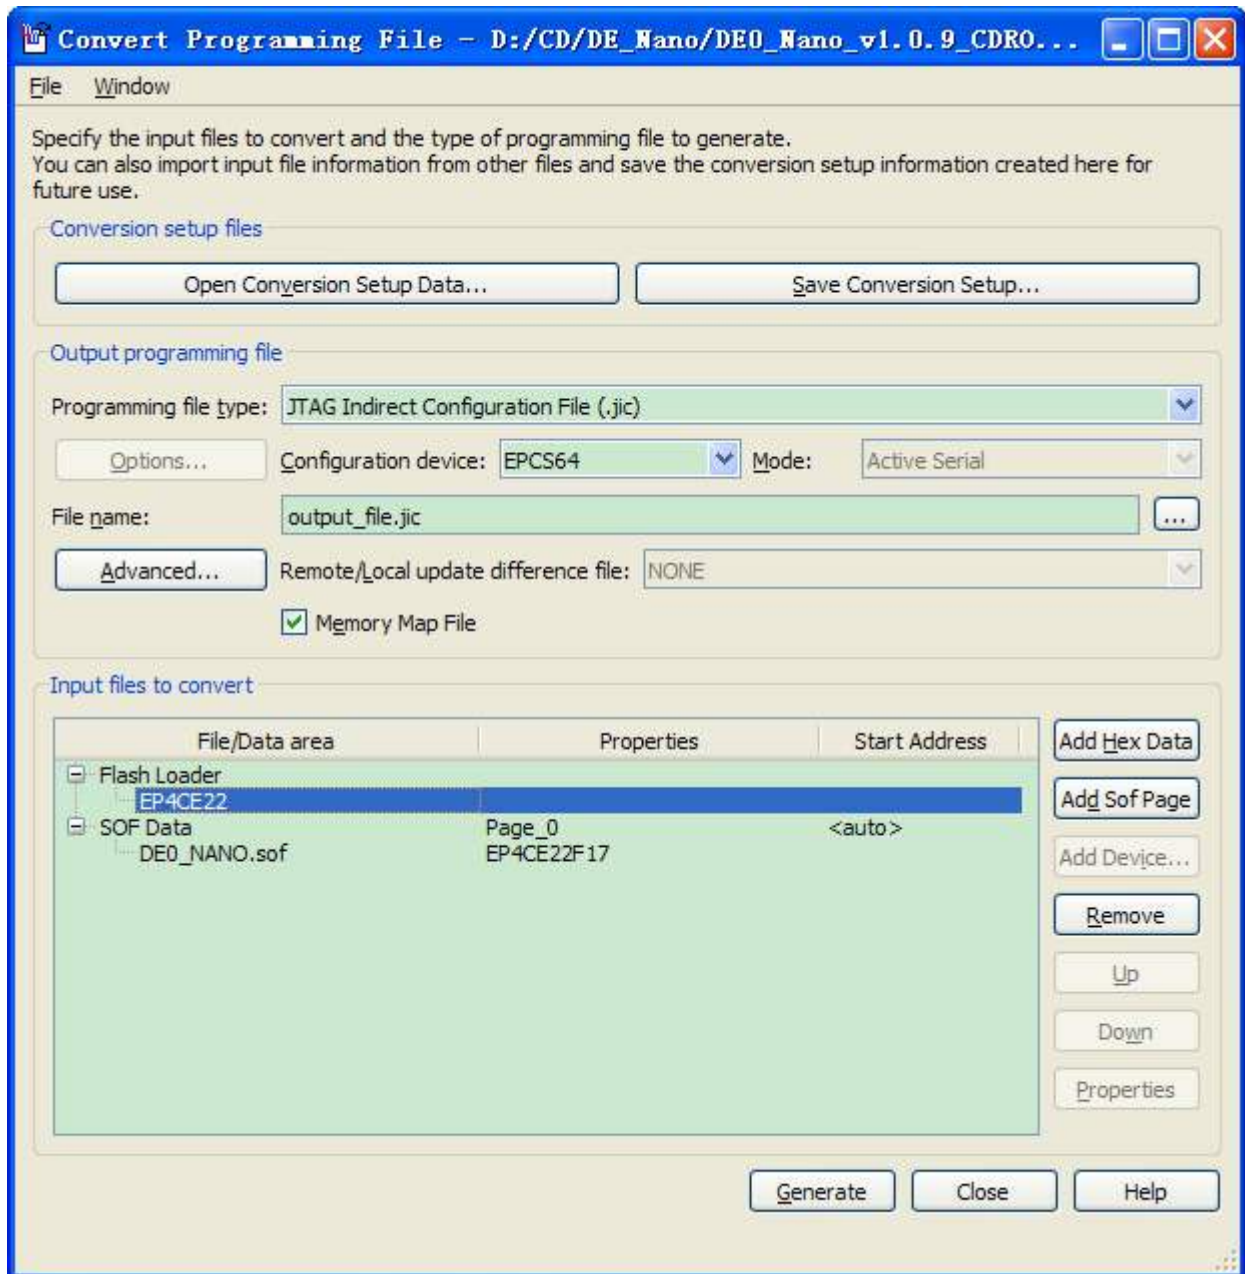 Convert Programming File - D:/CD/DE_Nano/DE0_Nano_v1.0.9_CDRO...
File Window
Specify the input files to convert and the type of programming file to generate.
You can also import input file information from other files and save the conversion setup information created here for
future use.
Conversion setup files
Open Conversion Setup Data... Save Conversion Setup...
Output programming file
Programming file type: JTAG Indirect Configuration File (.jic)
Options... Configuration device: EPCS64 Mode: Active Serial
File name: output_file.jic ...
Advanced... Remote/Local update difference file: NONE
Memory Map File
Input files to convert
File/Data area Properties Start Address Add Hex Data
Flash Loader
EP4CE22 Add Sof Page
SOF Data Page_0 <auto>
DE0_NANO.sof EP4CE22F17 Add Device...
Remove
Up
Down
Properties
Generate Close Help